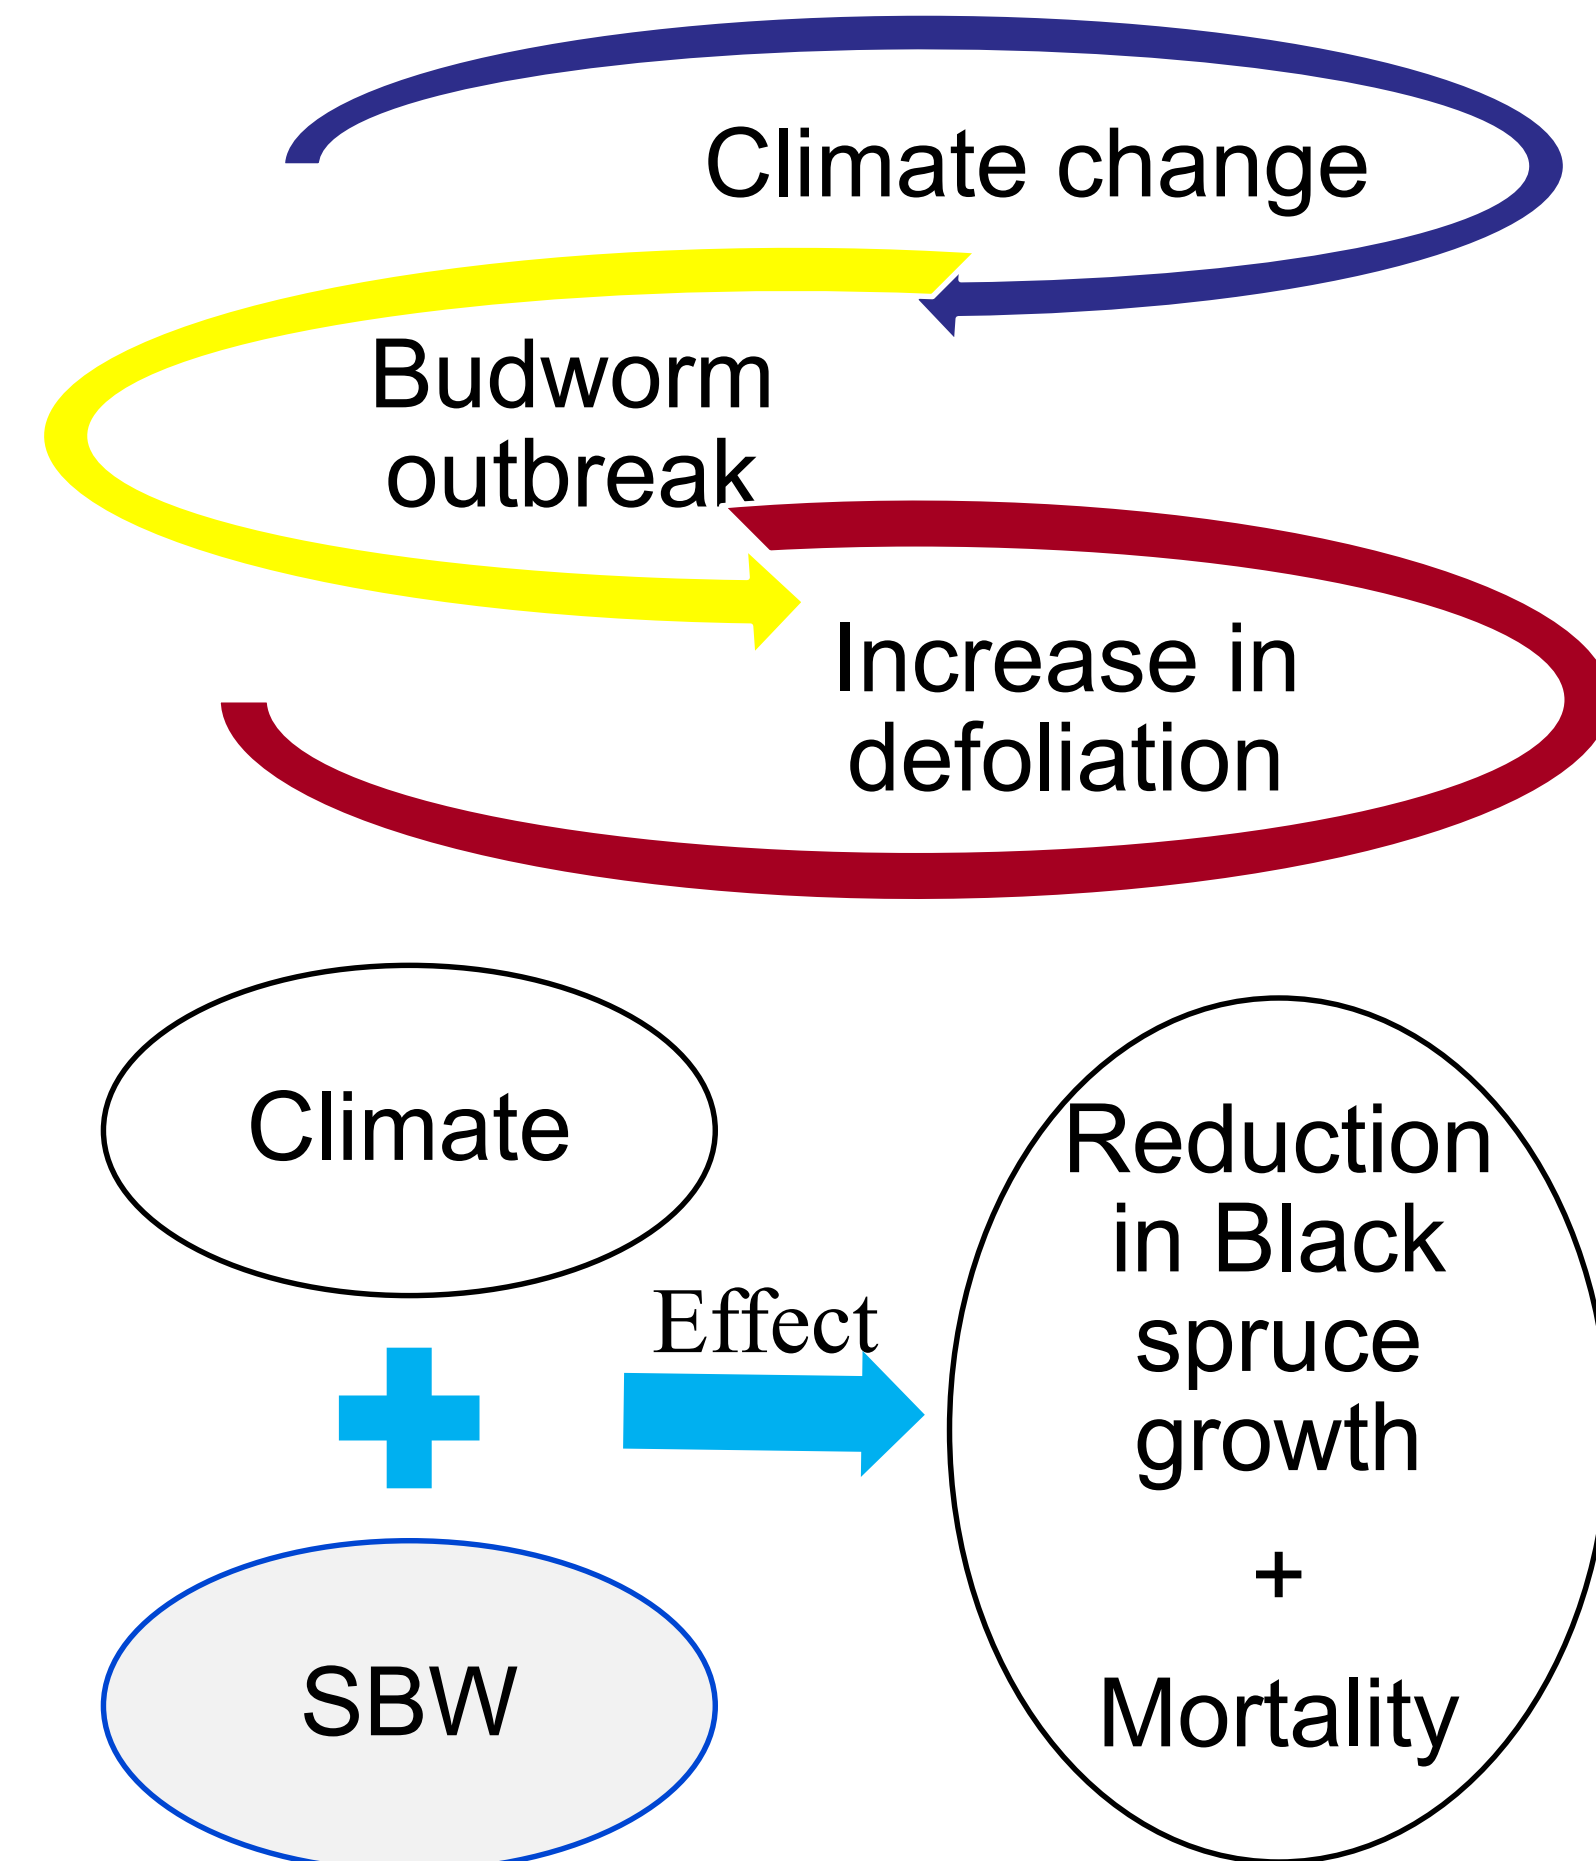 Climate change
Budworm
outbreak
Increase in
defoliation
Climate
Effect
SBW
Reduction
in Black
spruce
growth
+
Mortality